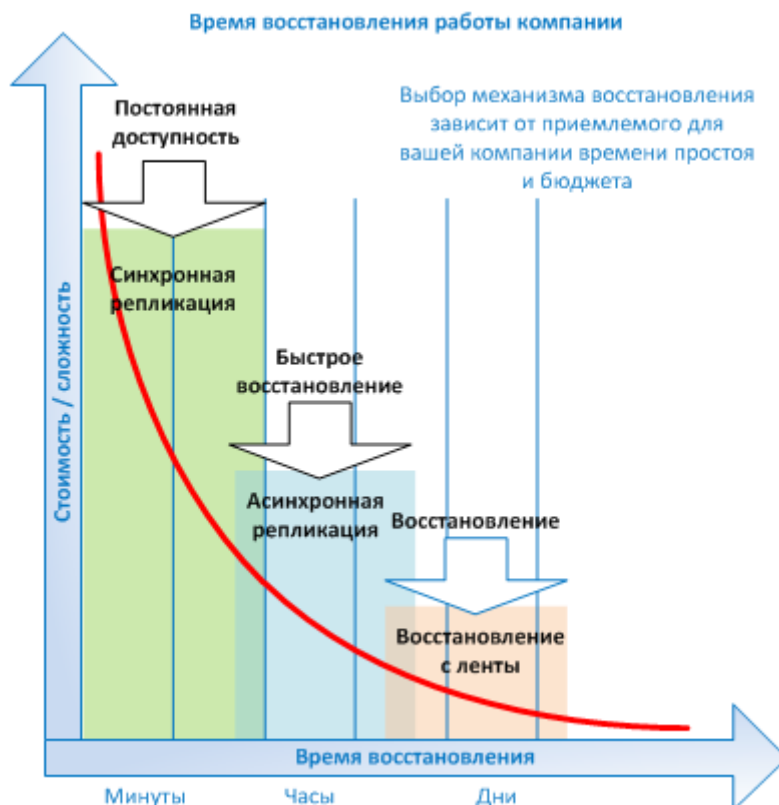 Время восстановления работы компании
Выбор механизма восстановления
зависит от приемлемого для
вашей компании времени простоя
и бюджета
Постоянная
доступность
Синхронная
репликация
Быстрое
восстановление
Асинхронная
репликация
Восстановление
Восстановление
с ленты
Стоимость / сложность
Время восстановления
Минуты
Часы
Дни